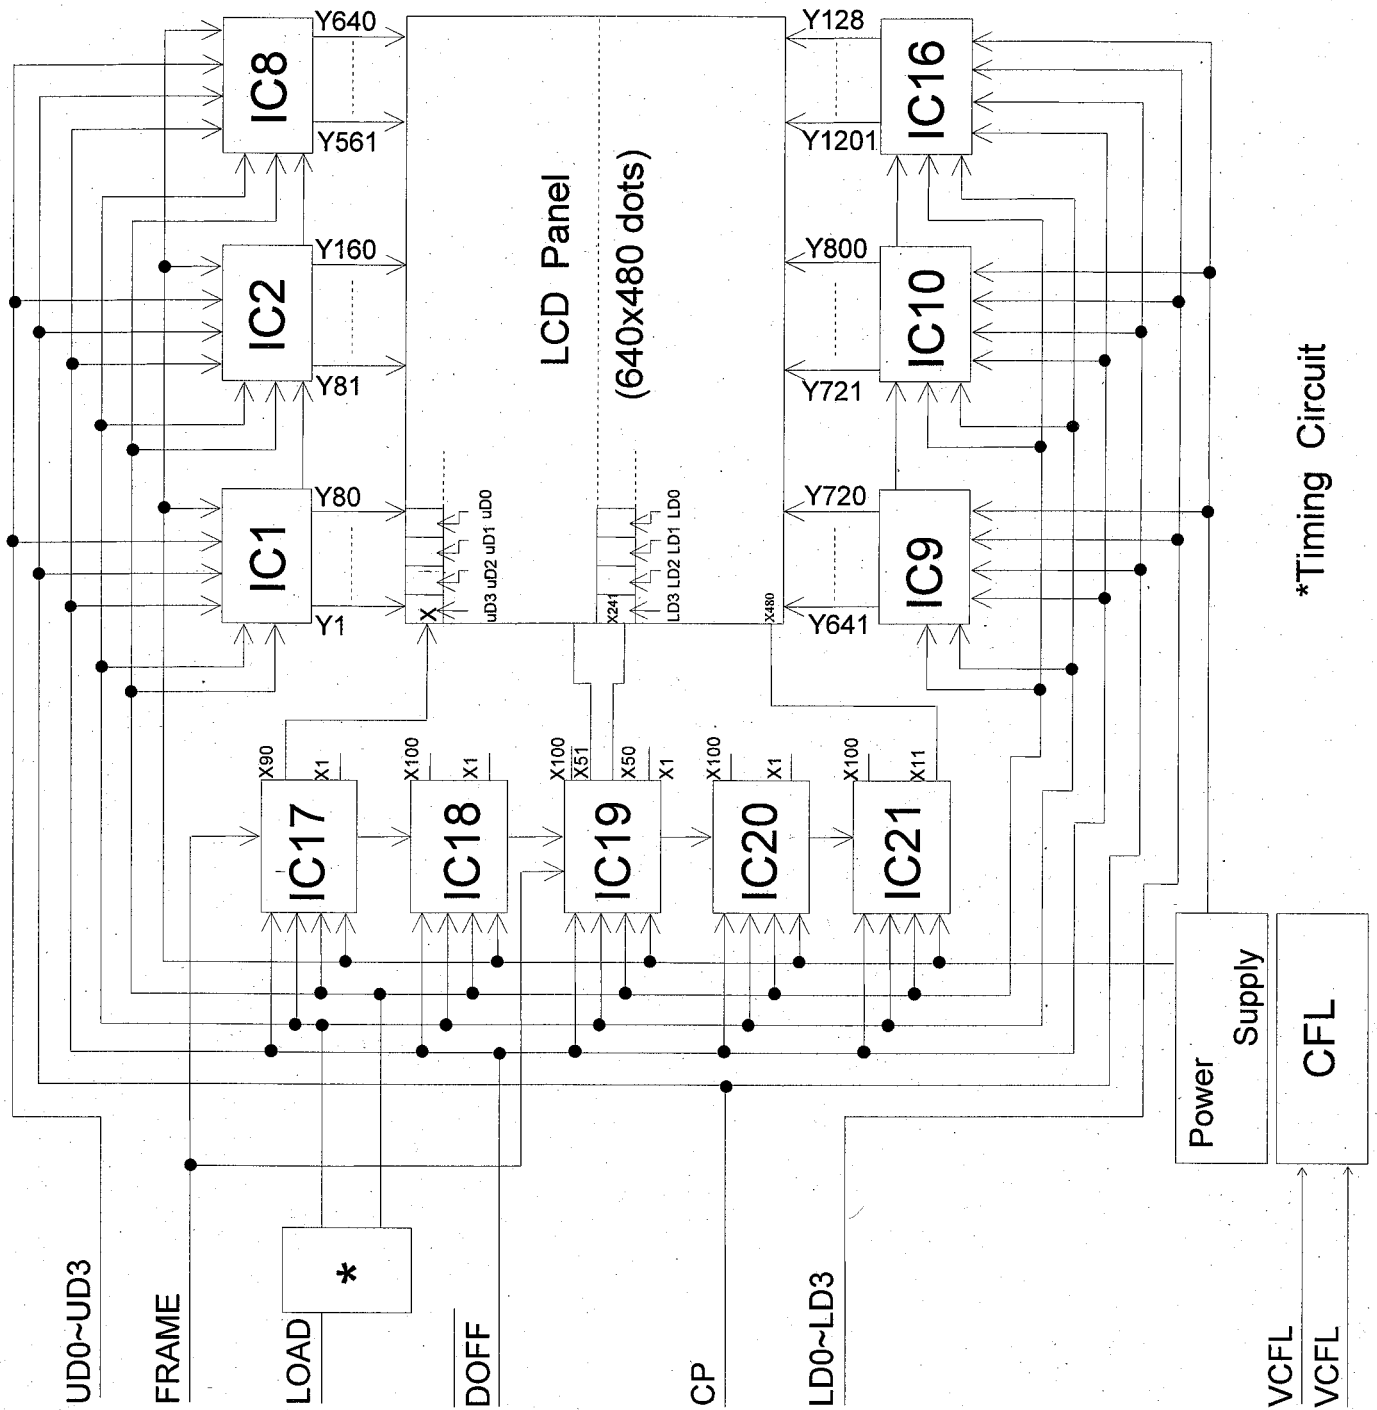 Y640
Y128
IC8
IC16
Y561
Y1201
LCD Panel
(640x480 dots)
Y160
Y800
IC2
IC10
Y81
Y721
Y80
Y720
IC1
IC9
Y1
Y641
uD3 uD2 uD1 uD0
X
X241
LD3 LD2 LD1 LD0
X480
*Timing Circuit
X90
X1
X100
X1
X100
X51
X50
X1
X100
X1
X100
X11
IC17
IC18
IC19
IC20
IC21
Power
Supply
CFL
*
UD0~UD3
FRAME
LOAD
DOFF
CP
LD0~LD3
VCFL
VCFL